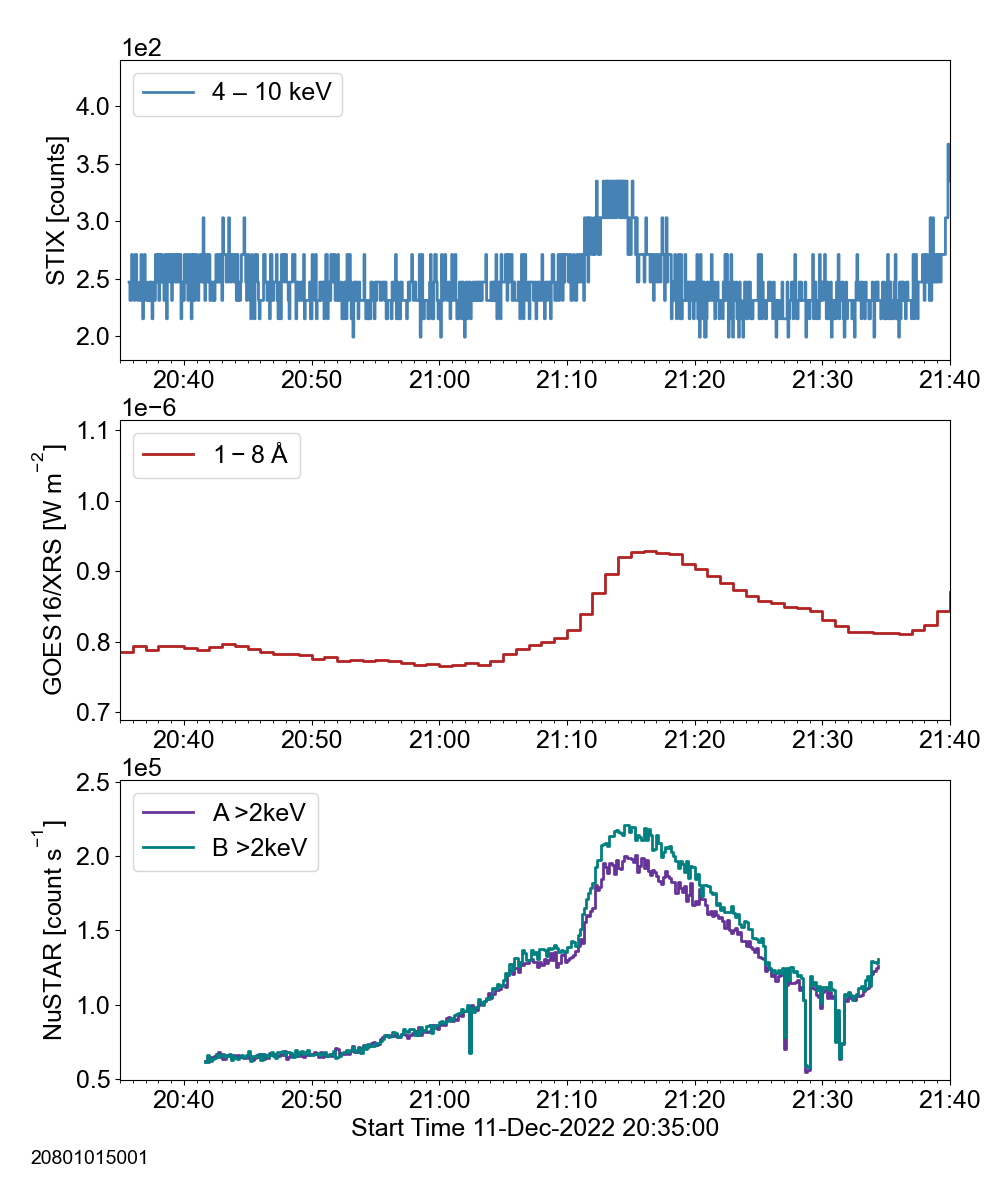 1e2
4 – 10 keV
STIX [counts]
4.0
3.5
3.0
2.5
2.0
20:40 20:50 21:00 21:10 21:20 21:30 21:40
1e−6
1 – 8 Å
GOES16/XRS [W m⁻²]
1.1
1.0
0.9
0.8
0.7
20:40 20:50 21:00 21:10 21:20 21:30 21:40
1e5
A >2keV
B >2keV
NuSTAR [count s⁻¹]
2.5
2.0
1.5
1.0
0.5
20:40 20:50 21:00 21:10 21:20 21:30 21:40
Start Time 11-Dec-2022 20:35:00
20801015001